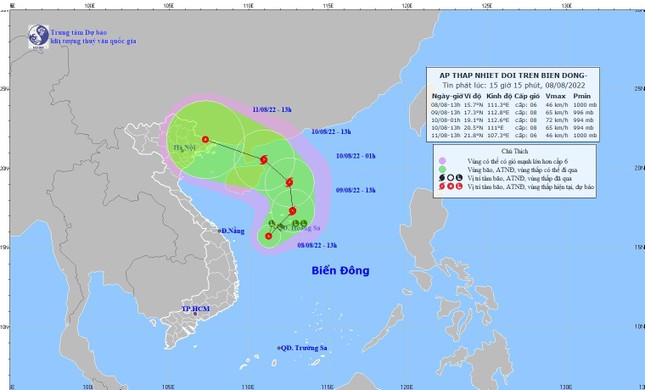 105E
110E
115E
120E
125E
130E
Trung tâm Dự báo
khí tượng thuỷ văn quốc gia
AP THAP NHIET DOI TREN BIEN DONG-
Tin phát lúc: 15 giờ 15 phút, 08/08/2022
Ngày-giờ Vĩ độ Kinh độ Cấp gió Vmax Pmin
08/08-13h 15.7°N 111.3°E cấp: 06 46 km/h 1000 mb
09/08-13h 17.3°N 112.8°E cấp: 08 65 km/h 996 mb
10/08-01h 19.1°N 112.6°E cấp: 08 72 km/h 994 mb
10/08-13h 20.5°N 111°E cấp: 08 65 km/h 994 mb
11/08-13h 21.8°N 107.3°E cấp: 06 46 km/h 1000 mb
Chú Thích
Vùng có thể có gió mạnh lớn hơn cấp 6
Vùng bão, ATNĐ, vùng thấp có thể đi qua
Vị trí tâm bão, ATNĐ, vùng thấp đã qua
Vị trí tâm bão, ATNĐ, vùng thấp hiện tại, dự báo
25N
11/08/22 - 13h
10/08/22 - 13h
Hà Nội
10/08/22 - 01h
20N
09/08/22 - 13h
QĐ. Hoàng Sa
Đ.Nẵng
08/08/22 - 13h
15N
Biển Đông
TP.HCM
10N
QĐ. Trường Sa
105E
110E
115E
120E
125E
130E